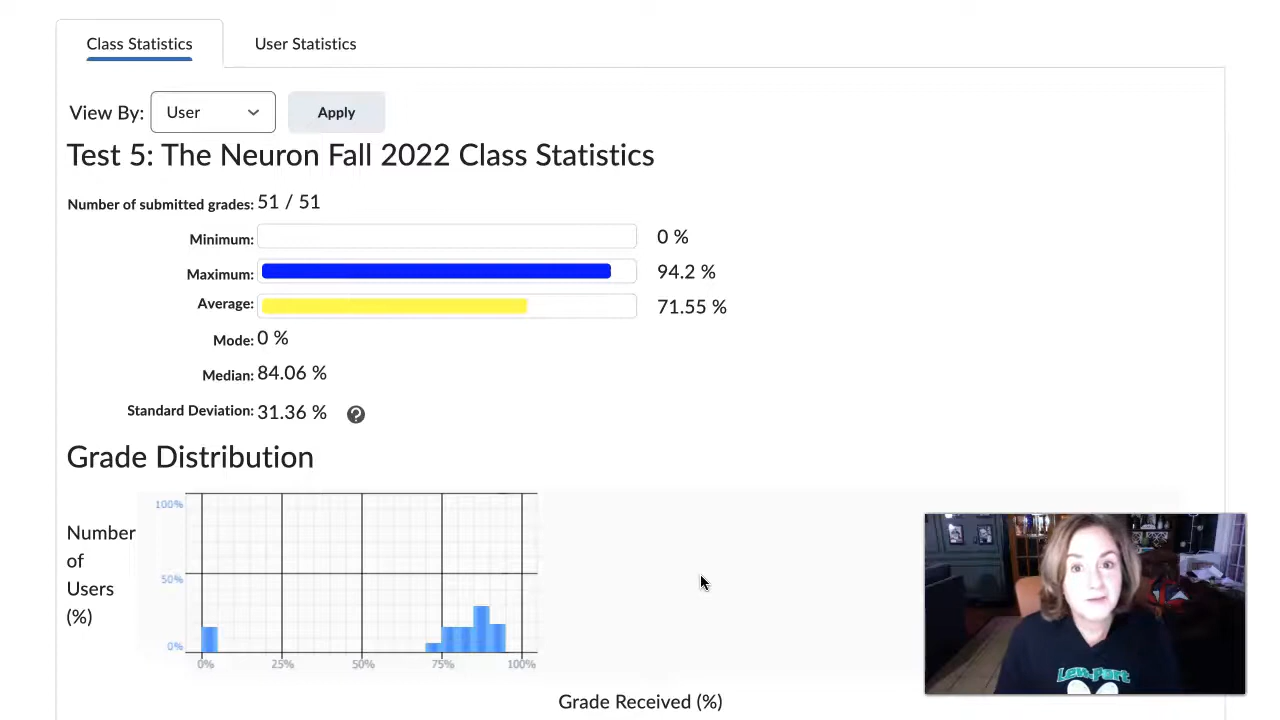 Class Statistics
User Statistics
View By: User Apply
Test 5: The Neuron Fall 2022 Class Statistics
Number of submitted grades: 51 / 51
Minimum: 0 %
Maximum: 94.2 %
Average: 71.55 %
Mode: 0 %
Median: 84.06 %
Standard Deviation: 31.36 %
Grade Distribution
Number
of
Users
(%)
100%
50%
0%
0% 25% 50% 75% 100%
Grade Received (%)